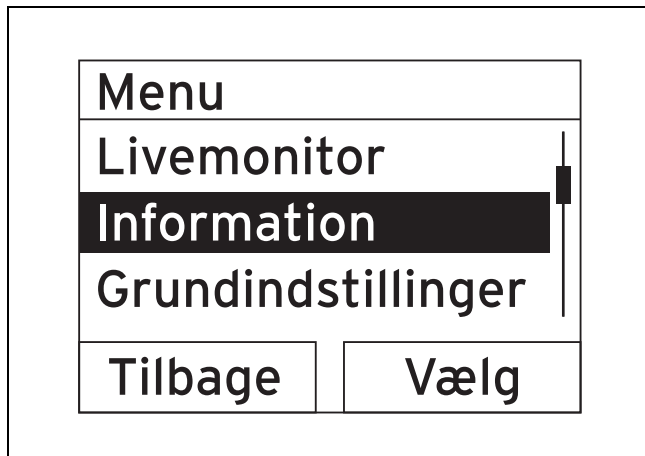 Menu
Livemonitor
Information
Grundindstillinger
Tilbage Vælg